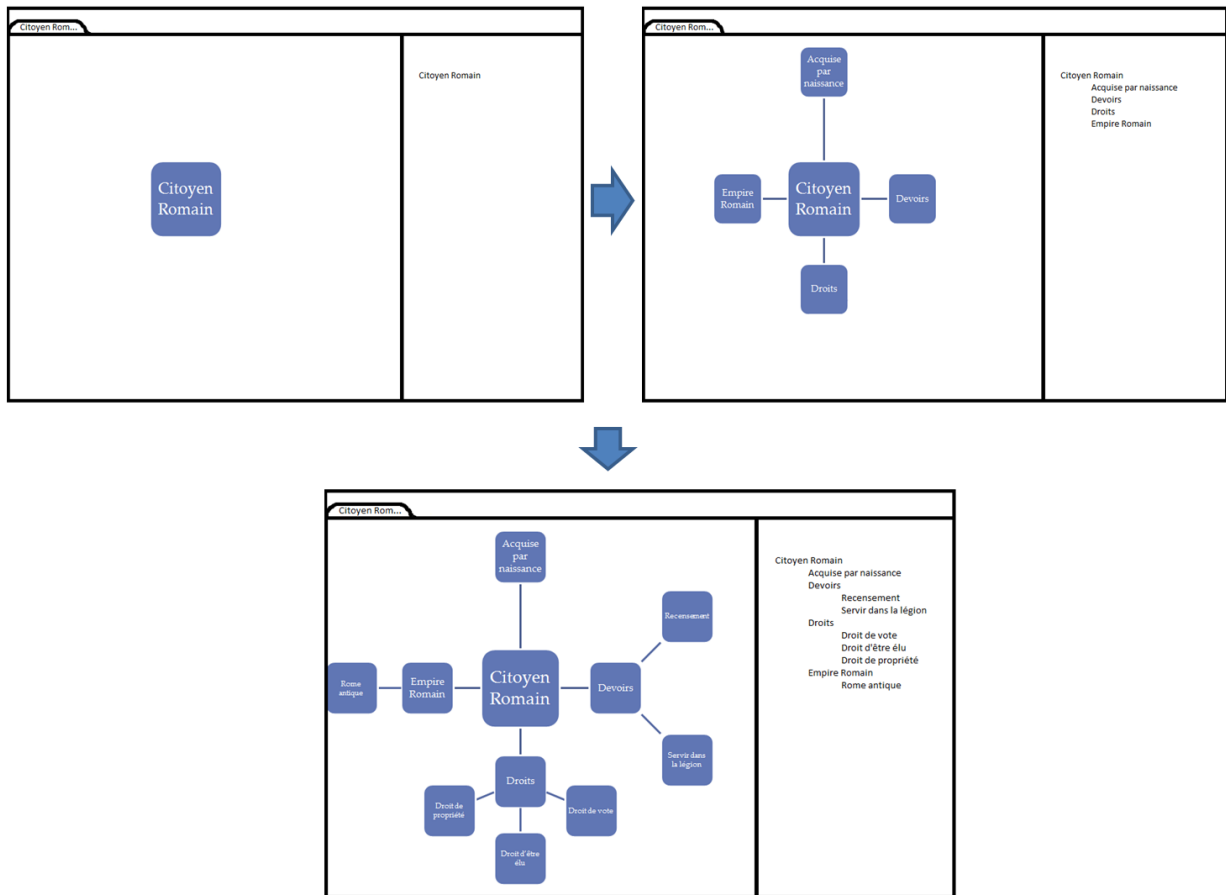 Citoyen Rom...
Citoyen
Romain
Citoyen Romain
Citoyen Rom...
Acquise
par
naissance
Empire
Romain
Citoyen
Romain
Devoirs
Droits
Citoyen Romain
Acquise par naissance
Devoirs
Droits
Empire Romain
Citoyen Rom...
Acquise
par
naissance
Recensement
Rome
antique
Empire
Romain
Citoyen
Romain
Devoirs
Servir dans
la légion
Droits
Droit de
propriété
Droit de vote
Droit d'être
élu
Citoyen Romain
Acquise par naissance
Devoirs
Recensement
Servir dans la légion
Droits
Droit de vote
Droit d'être élu
Droit de propriété
Empire Romain
Rome antique